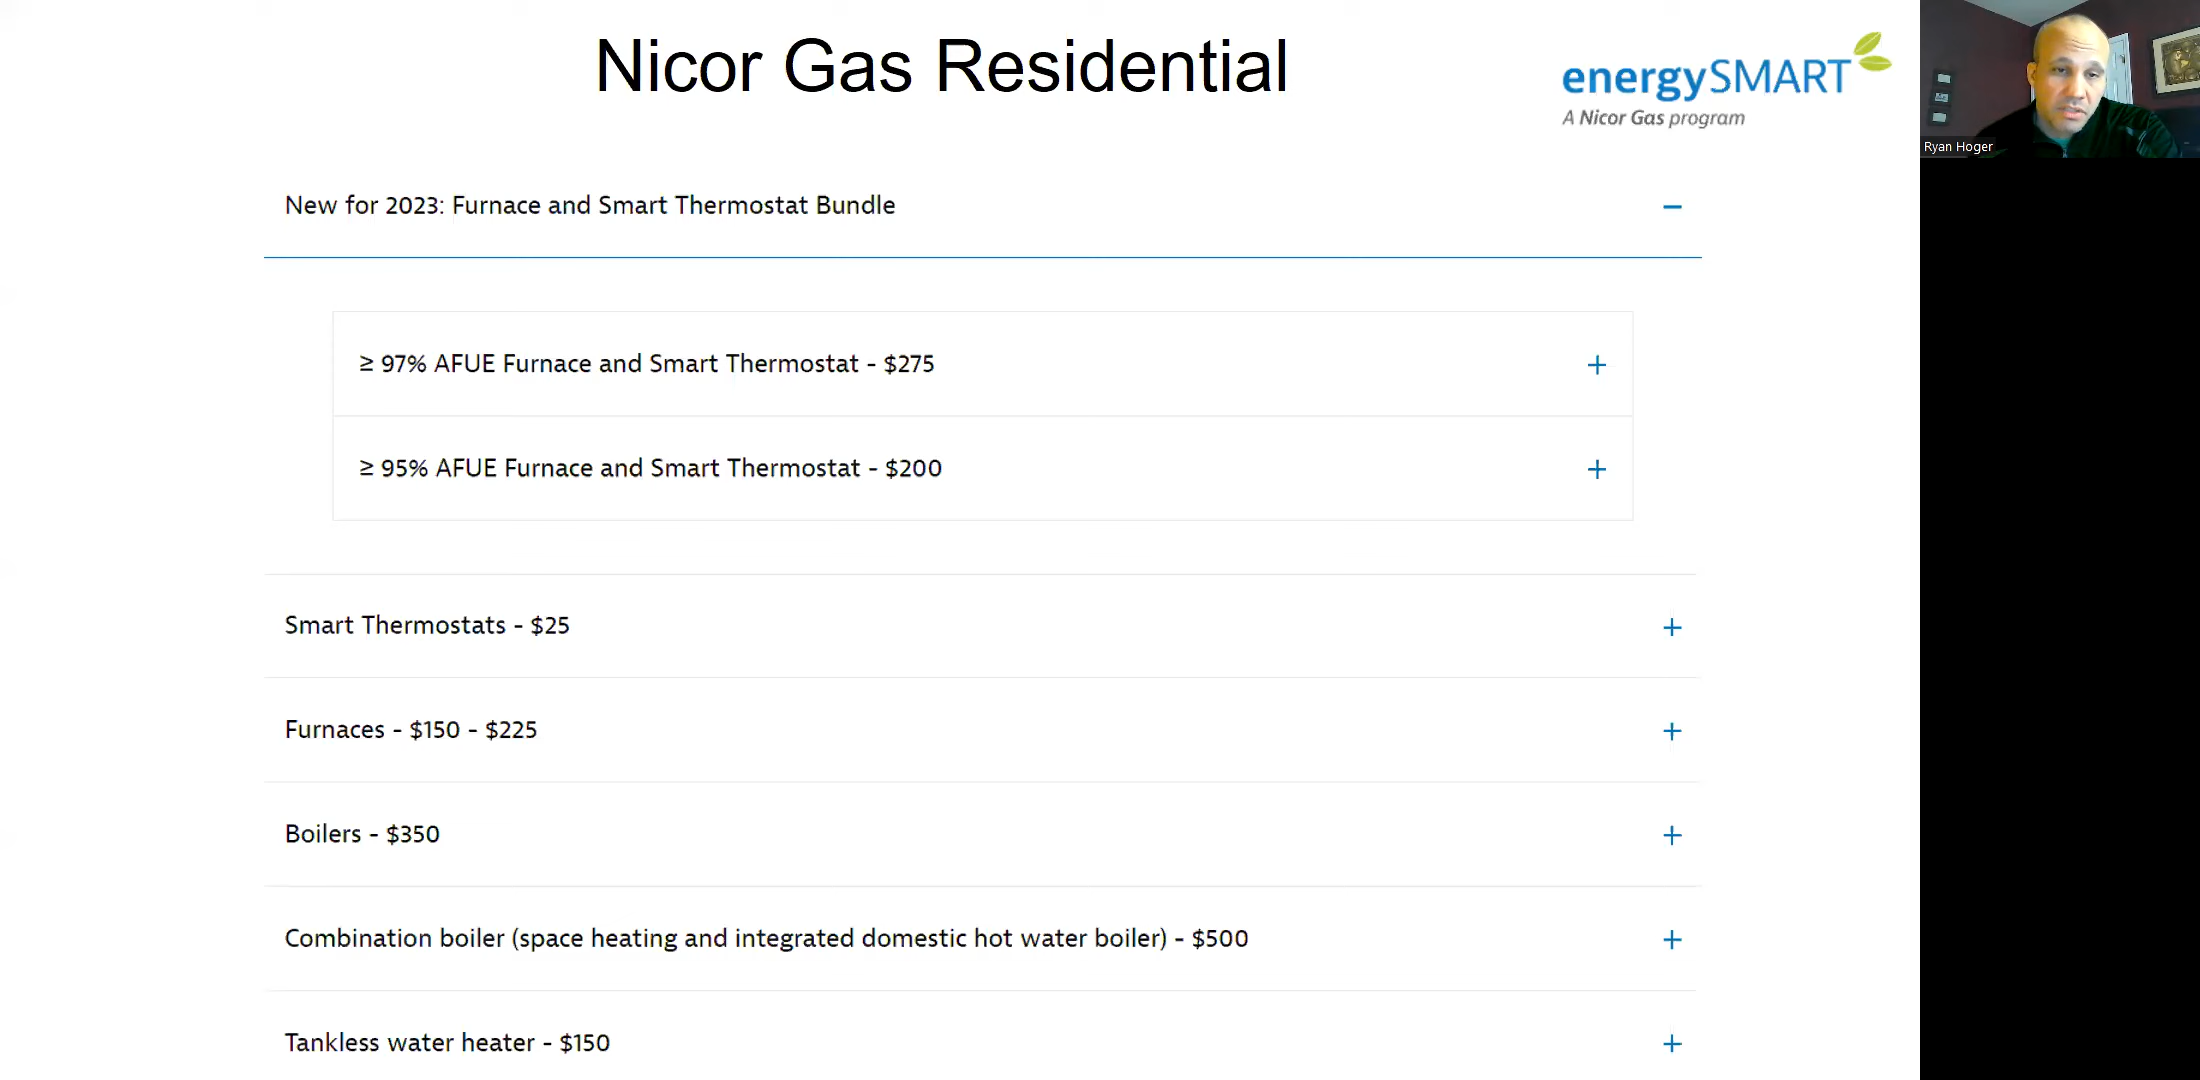 Nicor Gas Residential
energySMART
A Nicor Gas program
Ryan Hoger
New for 2023: Furnace and Smart Thermostat Bundle
≥ 97% AFUE Furnace and Smart Thermostat - $275
≥ 95% AFUE Furnace and Smart Thermostat - $200
Smart Thermostats - $25
Furnaces - $150 - $225
Boilers - $350
Combination boiler (space heating and integrated domestic hot water boiler) - $500
Tankless water heater - $150